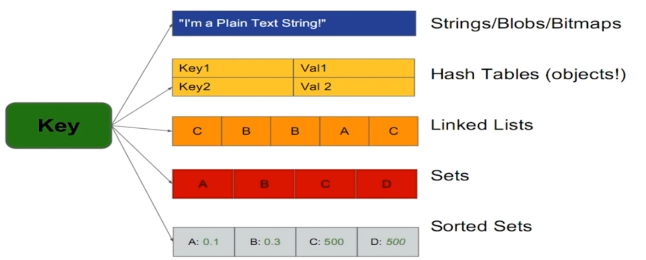 "I'm a Plain Text String!"
Strings/Blobs/Bitmaps
Key1 Val1
Key2 Val 2
Hash Tables (objects!)
Key
C B B A C
Linked Lists
A B C D
Sets
A: 0.1 B: 0.3 C: 500 D: 500
Sorted Sets